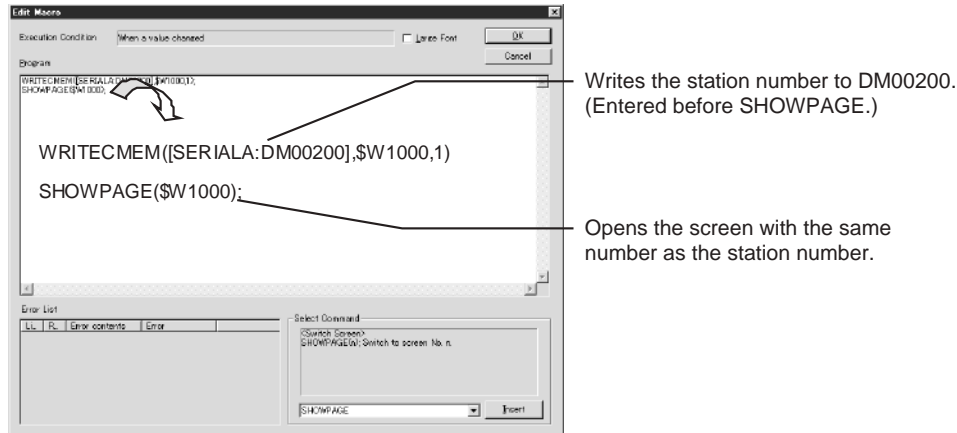 Edit Macro
Execution Condition When a value changed Large Font OK
Program Cancel
WRITECMEM([SERIALA:DM00200],$W1000,1);
SHOWPAGE($W1000);
Writes the station number to DM00200.
(Entered before SHOWPAGE.)
WRITECMEM([SERIALA:DM00200],$W1000,1)
SHOWPAGE($W1000);
Opens the screen with the same
number as the station number.
Error List
Li.. R.. Error contents Error
Select Command
<Switch Screen>
SHOWPAGE(n); Switch to screen No. n.
SHOWPAGE Insert